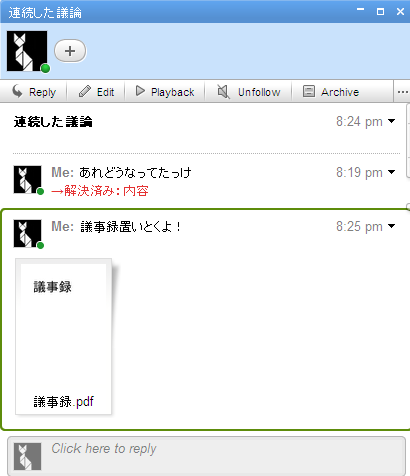 連続した議論
Reply Edit Playback Unfollow Archive ...
連続した議論 8:24 pm
Me: あれどうなってたっけ 8:19 pm
→解決済み：内容
Me: 議事録置いとくよ！ 8:25 pm
議事録
議事録.pdf
Click here to reply